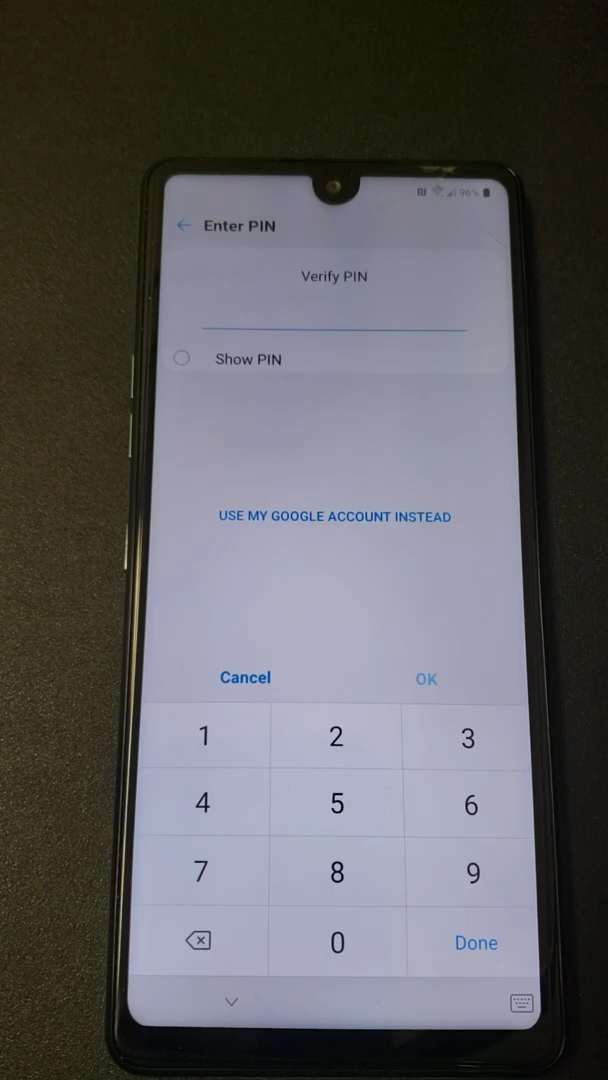 96%
Enter PIN
Verify PIN
Show PIN
USE MY GOOGLE ACCOUNT INSTEAD
Cancel OK
1 2 3
4 5 6
7 8 9
0 Done